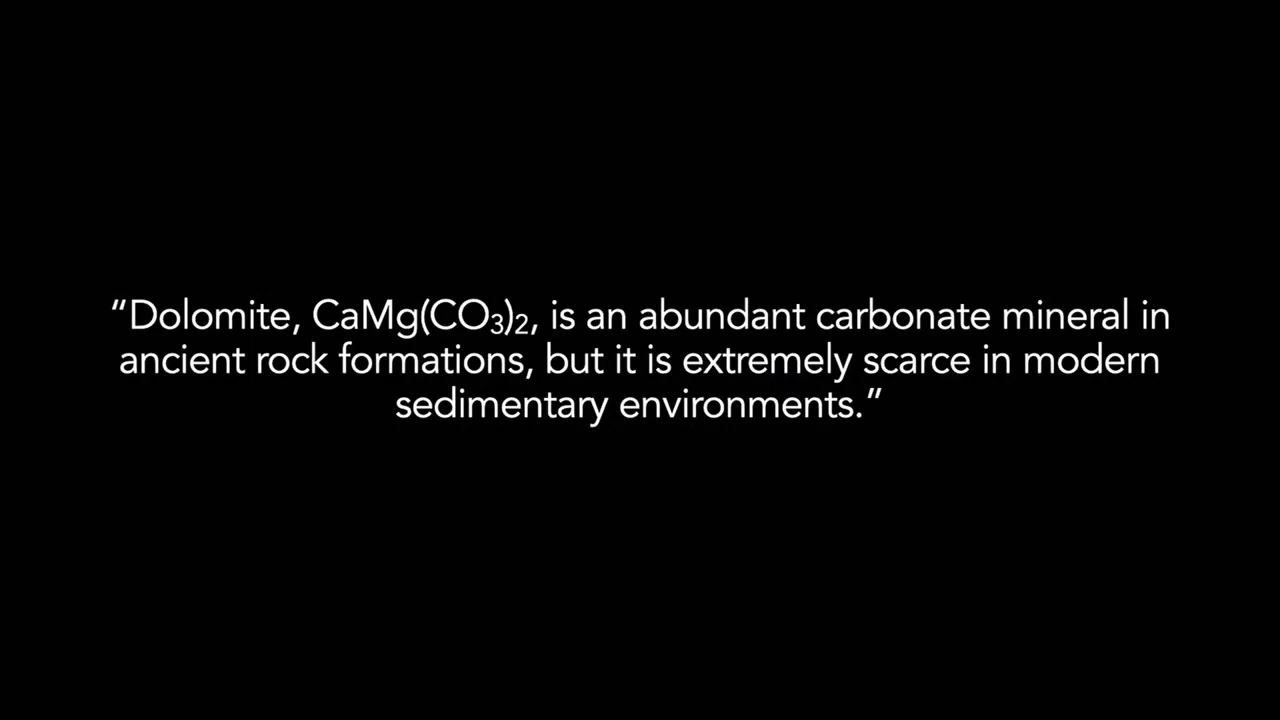 “Dolomite, CaMg(CO₃)₂, is an abundant carbonate mineral in
ancient rock formations, but it is extremely scarce in modern
sedimentary environments.”